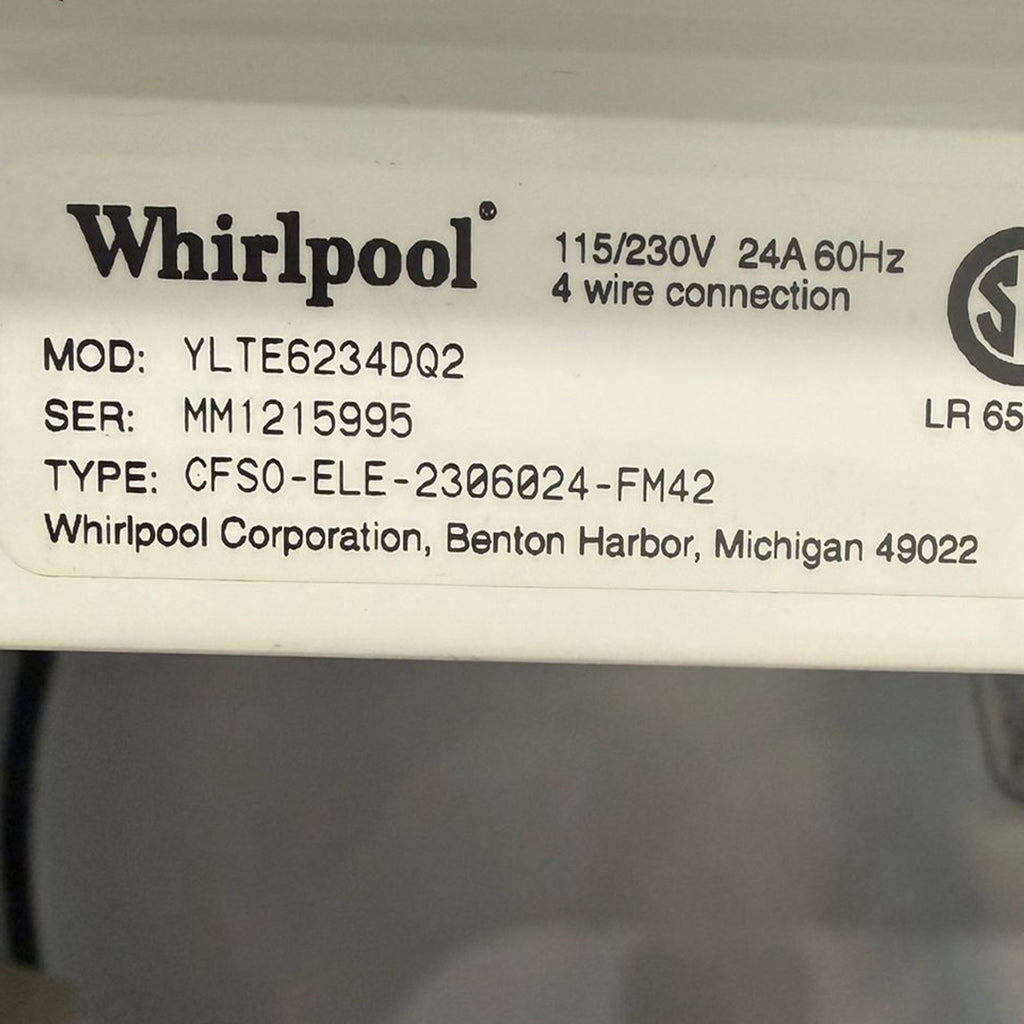 Whirlpool®
115/230V 24A 60Hz
4 wire connection
MOD: YLTE6234DQ2
SER: MM1215995
LR 65
TYPE: CFSO-ELE-2306024-FM42
Whirlpool Corporation, Benton Harbor, Michigan 49022